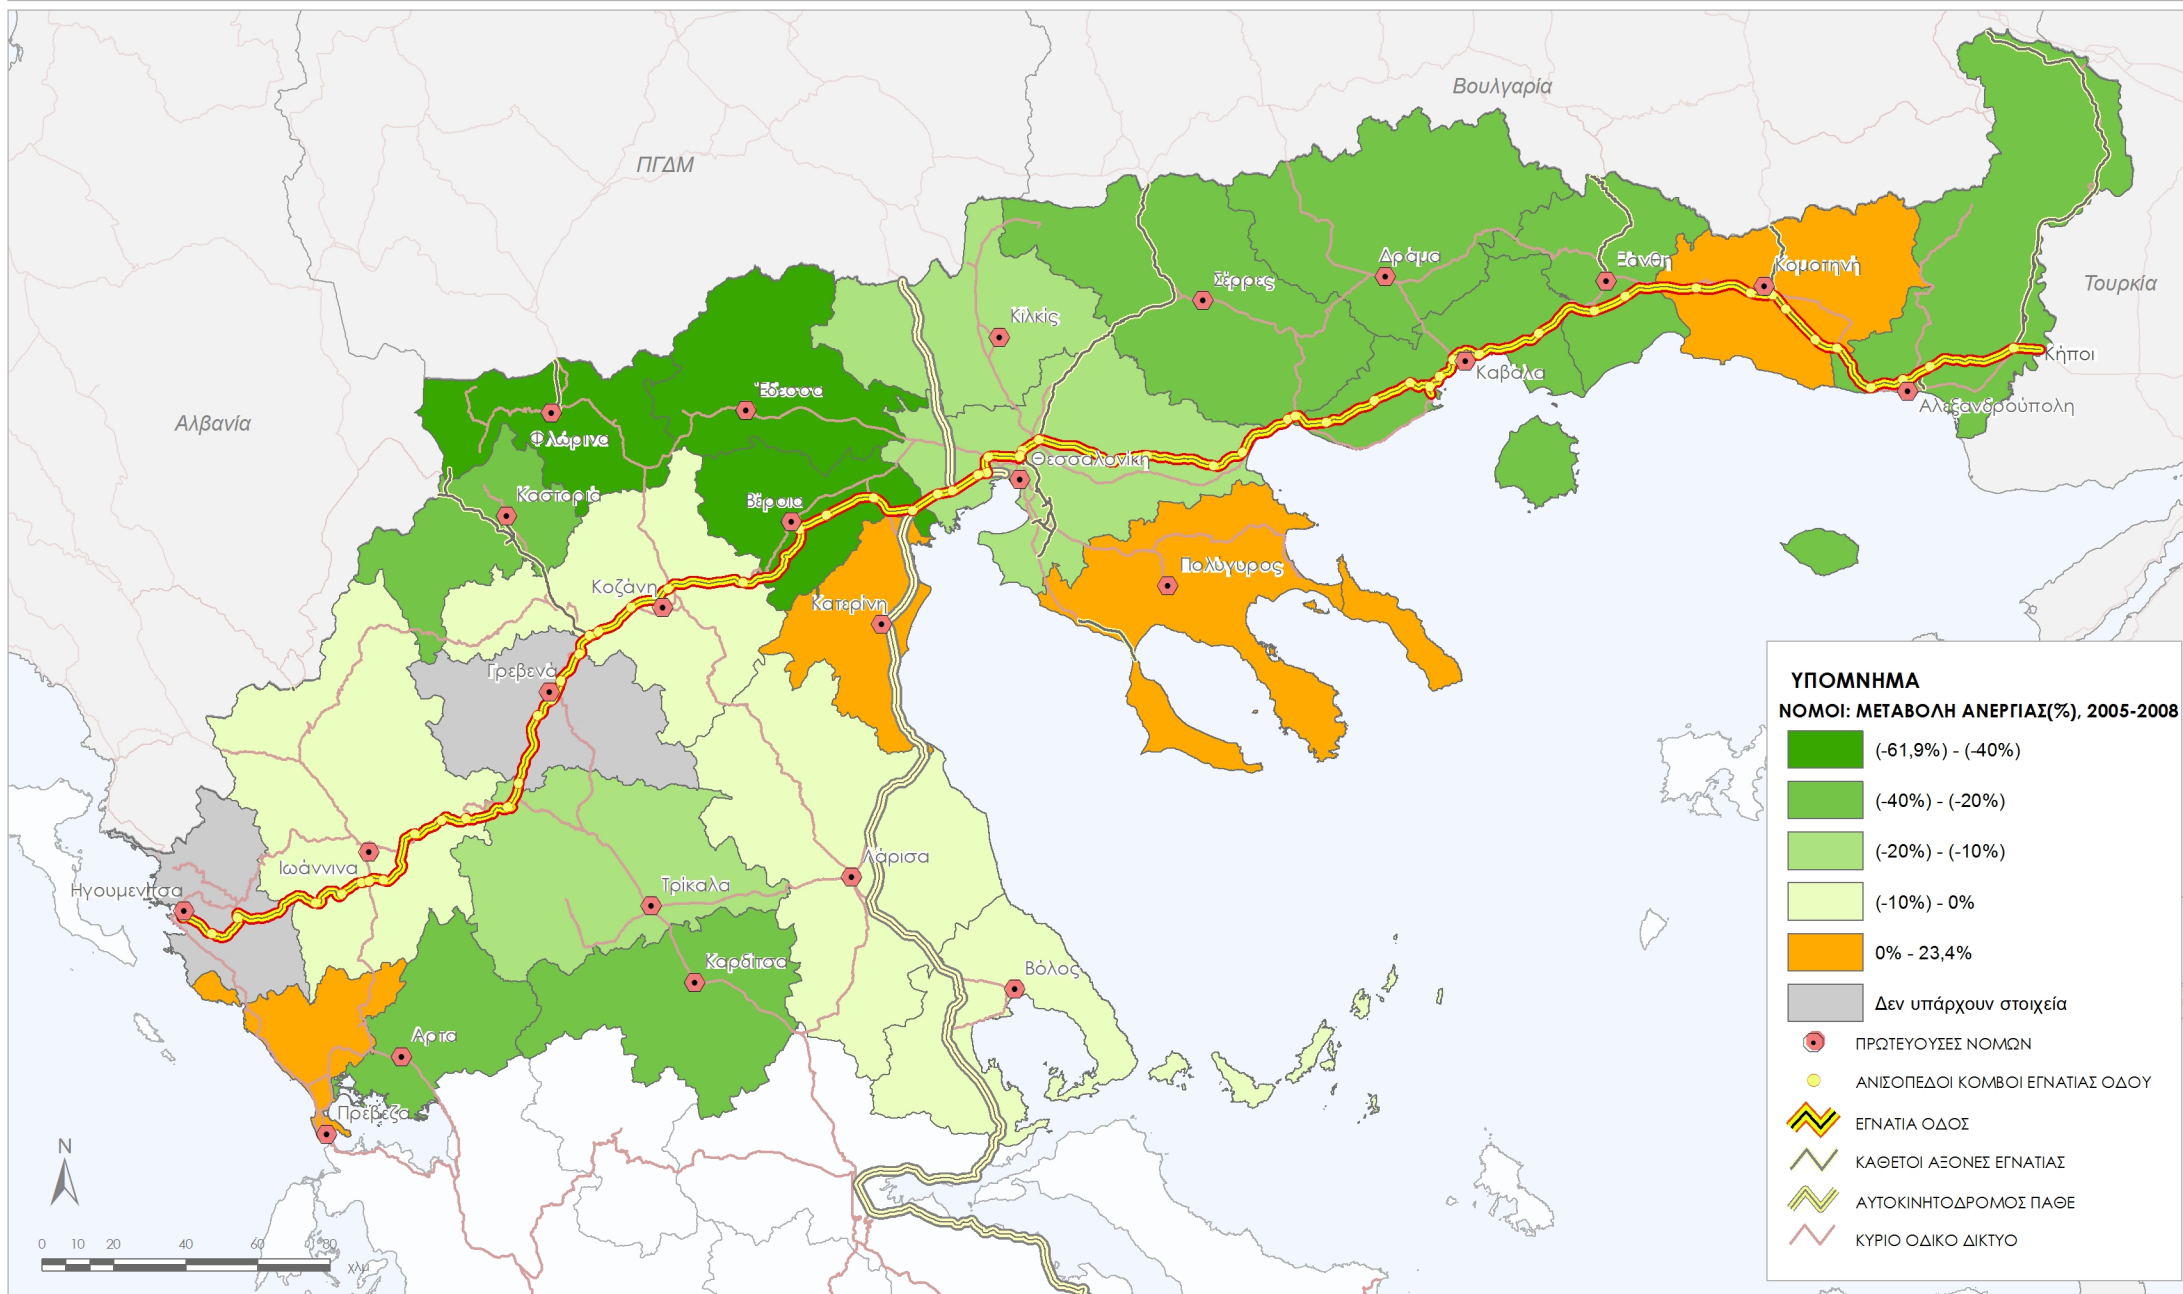 Βουλγαρία
ΠΓΔΜ
Τουρκία
Αλβανία
Δράμα
Ξάνθη
Κομοτηνή
Σέρρες
Κιλκίς
Κήποι
Καβάλα
Έδεσσα
Αλεξανδρούπολη
Φλώρινα
Θεσσαλονίκη
Καστοριά
Βέροια
Πολύγυρος
Κοζάνη
Κατερίνη
Γρεβενά
Λάρισα
Ιωάννινα
Τρίκαλα
Ηγουμενίτσα
Καρδίτσα
Βόλος
Άρτα
Πρέβεζα
N
0 10 20 40 60 80
χλμ
ΥΠΟΜΝΗΜΑ
ΝΟΜΟΙ: ΜΕΤΑΒΟΛΗ ΑΝΕΡΓΙΑΣ(%), 2005-2008
(-61,9%) - (-40%)
(-40%) - (-20%)
(-20%) - (-10%)
(-10%) - 0%
0% - 23,4%
Δεν υπάρχουν στοιχεία
ΠΡΩΤΕΥΟΥΣΕΣ ΝΟΜΩΝ
ΑΝΙΣΟΠΕΔΟΙ ΚΟΜΒΟΙ ΕΓΝΑΤΙΑΣ ΟΔΟΥ
ΕΓΝΑΤΙΑ ΟΔΟΣ
ΚΑΘΕΤΟΙ ΑΞΟΝΕΣ ΕΓΝΑΤΙΑΣ
ΑΥΤΟΚΙΝΗΤΟΔΡΟΜΟΣ ΠΑΘΕ
ΚΥΡΙΟ ΟΔΙΚΟ ΔΙΚΤΥΟ